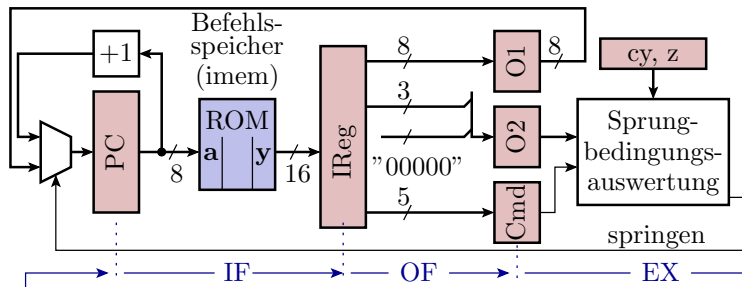 Befehls-
speicher
(imem)
+1
8
8
O1
cy, z
PC
ROM
a
y
8
16
IReg
3
"00000"
O2
Sprung-
bedingungs-
auswertung
5
Cmd
springen
IF
OF
EX